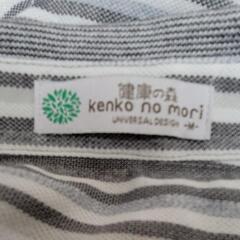 健康の森
kenko no mori
UNIVERSAL DESIGN -M-